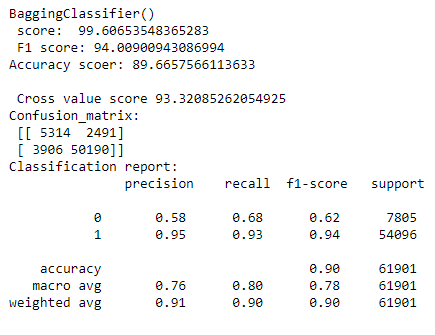 BaggingClassifier()
score: 99.60653548365283
F1 score: 94.00900943086994
Accuracy scoer: 89.6657566113633
Cross value score 93.32085262054925
Confusion_matrix:
[[ 5314 2491]
[ 3906 50190]]
Classification report:
precision recall f1-score support
0 0.58 0.68 0.62 7805
1 0.95 0.93 0.94 54096
accuracy 0.90 61901
macro avg 0.76 0.80 0.78 61901
weighted avg 0.91 0.90 0.90 61901